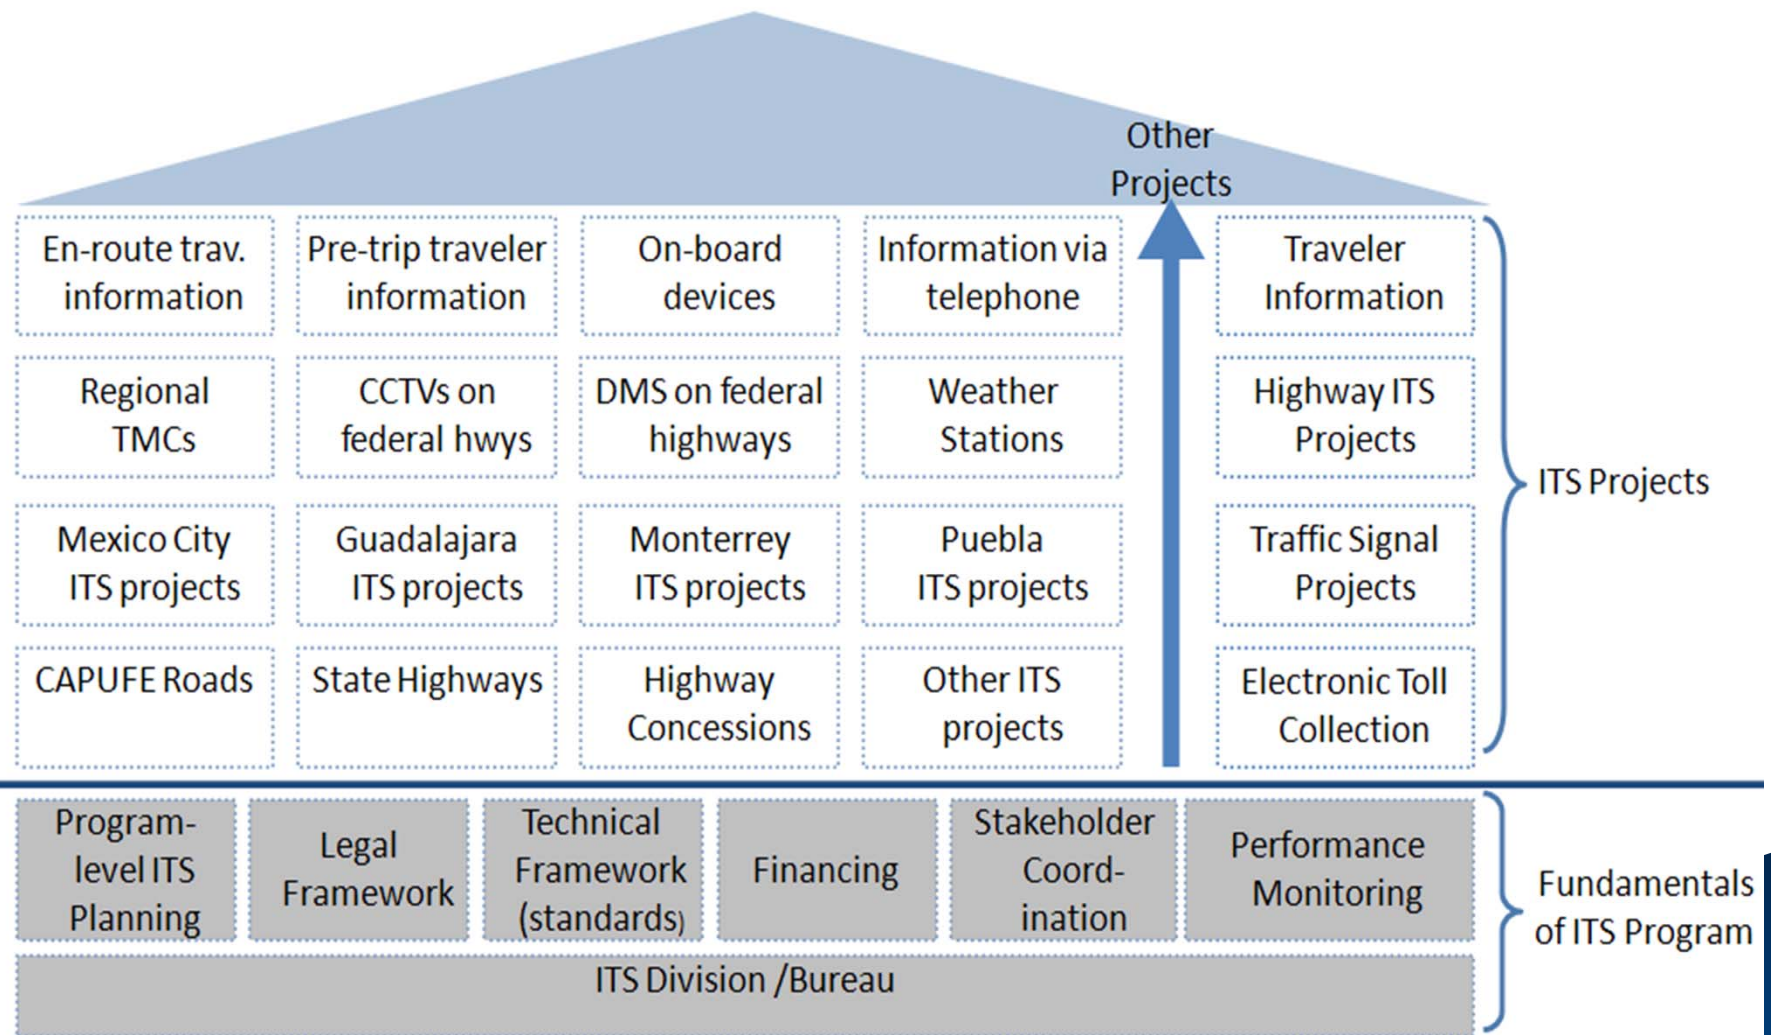 Other
Projects
En-route trav.
information
Pre-trip traveler
information
On-board
devices
Information via
telephone
Traveler
Information
Regional
TMCs
CCTVs on
federal hwys
DMS on federal
highways
Weather
Stations
Highway ITS
Projects
ITS Projects
Mexico City
ITS projects
Guadalajara
ITS projects
Monterrey
ITS projects
Puebla
ITS projects
Traffic Signal
Projects
CAPUFE Roads
State Highways
Highway
Concessions
Other ITS
projects
Electronic Toll
Collection
Program-
level ITS
Planning
Legal
Framework
Technical
Framework
(standards)
Financing
Stakeholder
Coord-
ination
Performance
Monitoring
Fundamentals
of ITS Program
ITS Division /Bureau